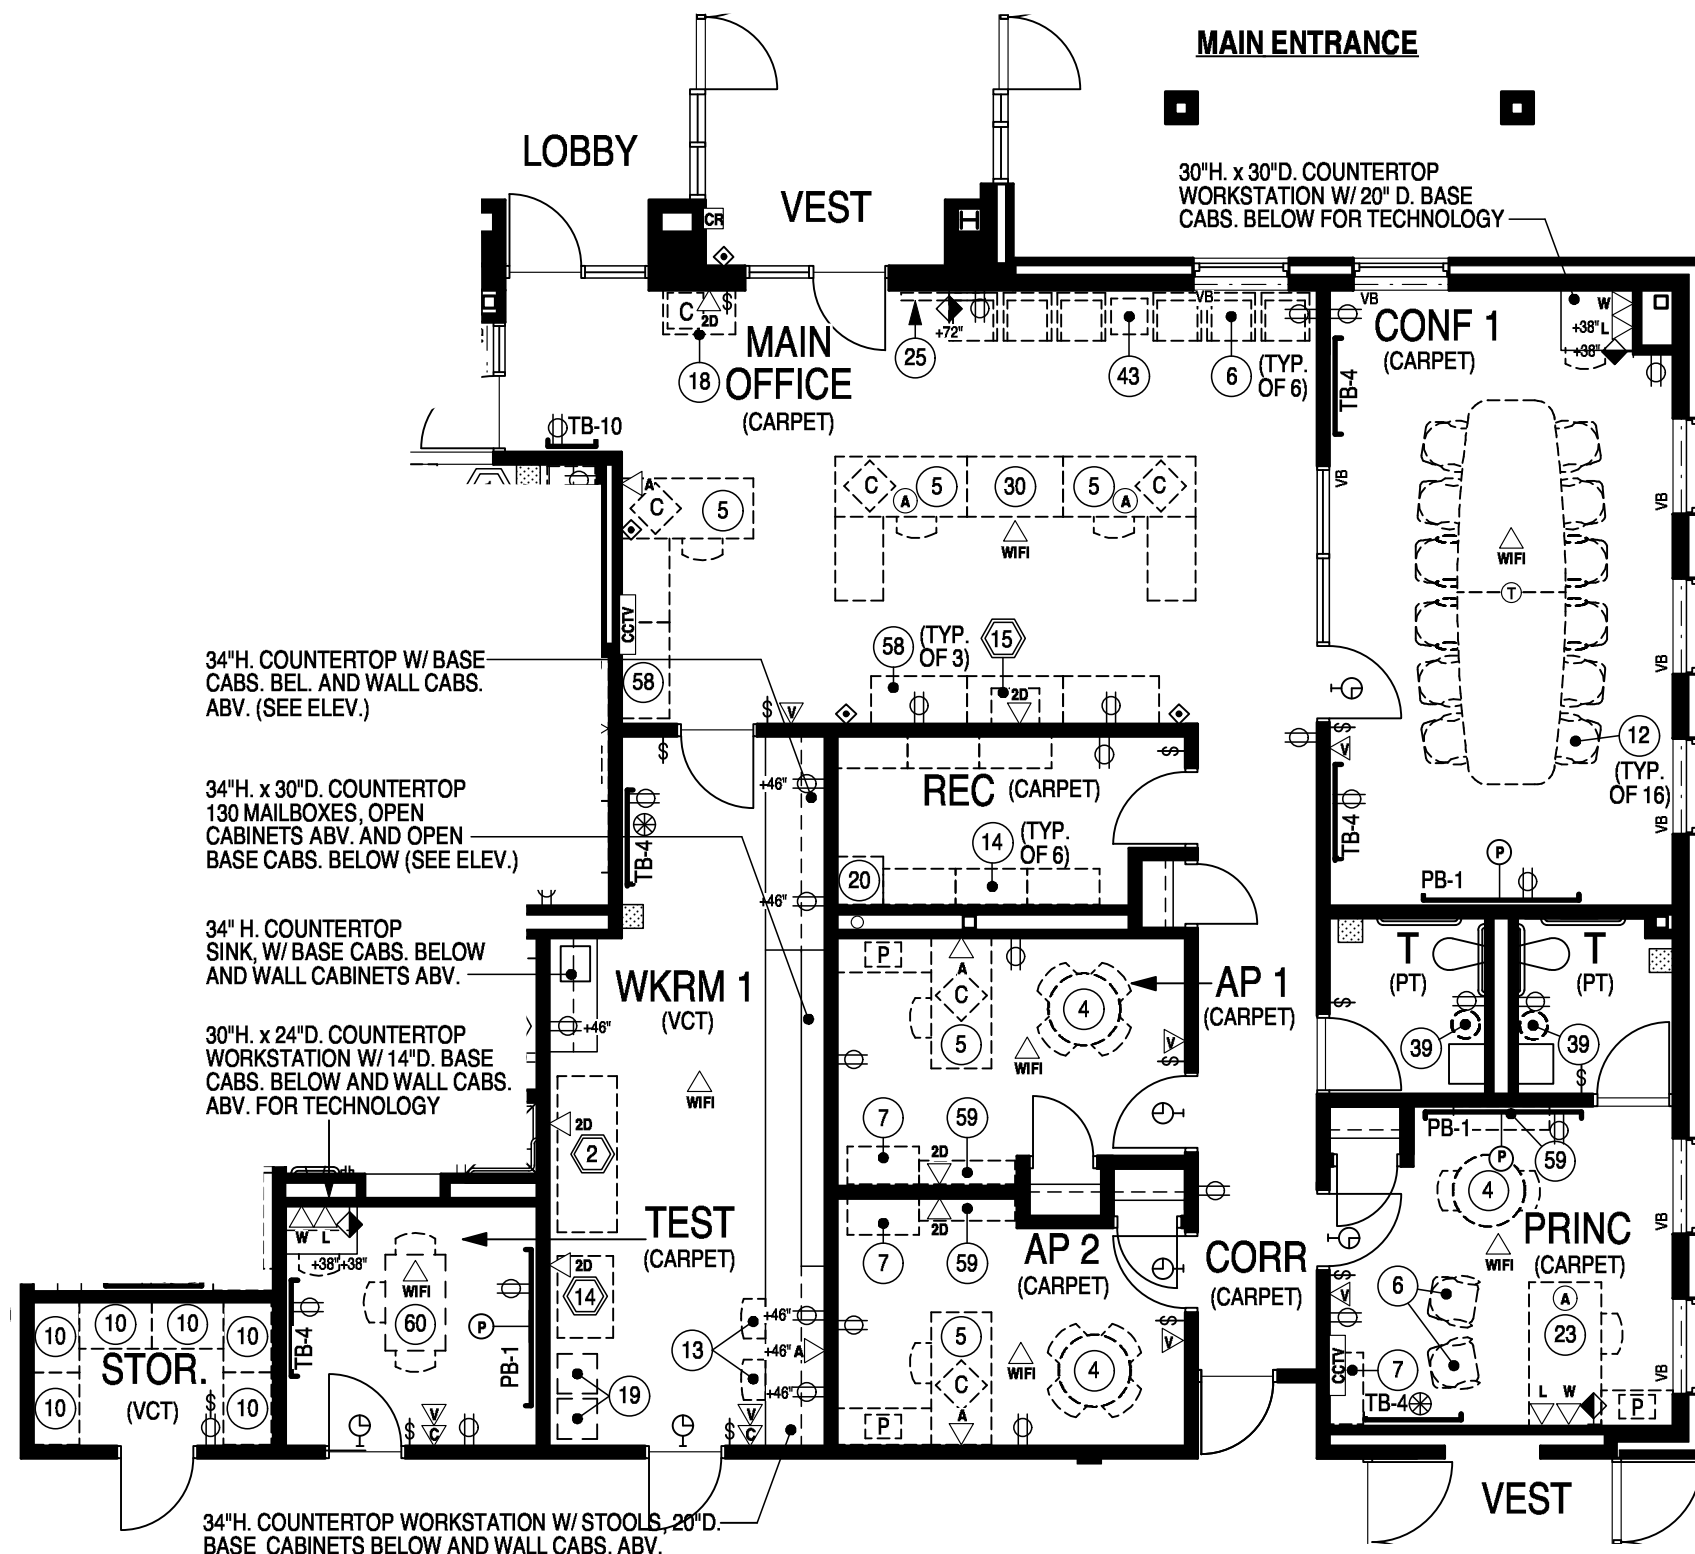 MAIN ENTRANCE
LOBBY
VEST
CR
30"H. x 30"D. COUNTERTOP
WORKSTATION W/ 20" D. BASE
CABS. BELOW FOR TECHNOLOGY
C
2D
$
18
MAIN
OFFICE
(CARPET)
25
+72"
43
6
(TYP.
OF 6)
VB
VB
CONF 1
(CARPET)
W
+38" L
+38"
TB-4
TB-10
A
C
5
C
A
5
30
5
A
C
WIFI
VB
VB
WIFI
T
CCTV
58
58
(TYP.
OF 3)
15
2D
34"H. COUNTERTOP W/ BASE
CABS. BEL. AND WALL CABS.
ABV. (SEE ELEV.)
$
V
$
V
VB
12
(TYP.
OF 16)
VB
34"H. x 30"D. COUNTERTOP
130 MAILBOXES, OPEN
CABINETS ABV. AND OPEN
BASE CABS. BELOW (SEE ELEV.)
$
+46"
TB-4
REC
(CARPET)
$
14
(TYP.
OF 6)
20
+46"
TB-4
P
PB-1
34" H. COUNTERTOP
SINK, W/ BASE CABS. BELOW
AND WALL CABINETS ABV.
WKRM 1
(VCT)
+46"
WIFI
P
A
C
5
4
WIFI
AP 1
(CARPET)
V
$
T
(PT)
T
(PT)
$
39
39
$
30"H. x 24"D. COUNTERTOP
WORKSTATION W/ 14"D. BASE
CABS. BELOW AND WALL CABS.
ABV. FOR TECHNOLOGY
2D
2
7
59
2D
7
59
2D
PB-1
P
59
4
PRINC
(CARPET)
WIFI
VB
TEST
(CARPET)
W L
+38" +38"
WIFI
60
P
PB-1
TB-4
2D
14
AP 2
(CARPET)
CORR
(CARPET)
$
V
6
A
23
10
10
10
10
STOR.
(VCT)
10
10
$
$
V
C
13
19
+46"
+46" A
+46"
$
V
C
5
C
A
P
WIFI
4
$
V
CCTV
7
TB-4
L W
P
VB
VEST
34"H. COUNTERTOP WORKSTATION W/ STOOLS, 20"D.
BASE CABINETS BELOW AND WALL CABS. ABV.